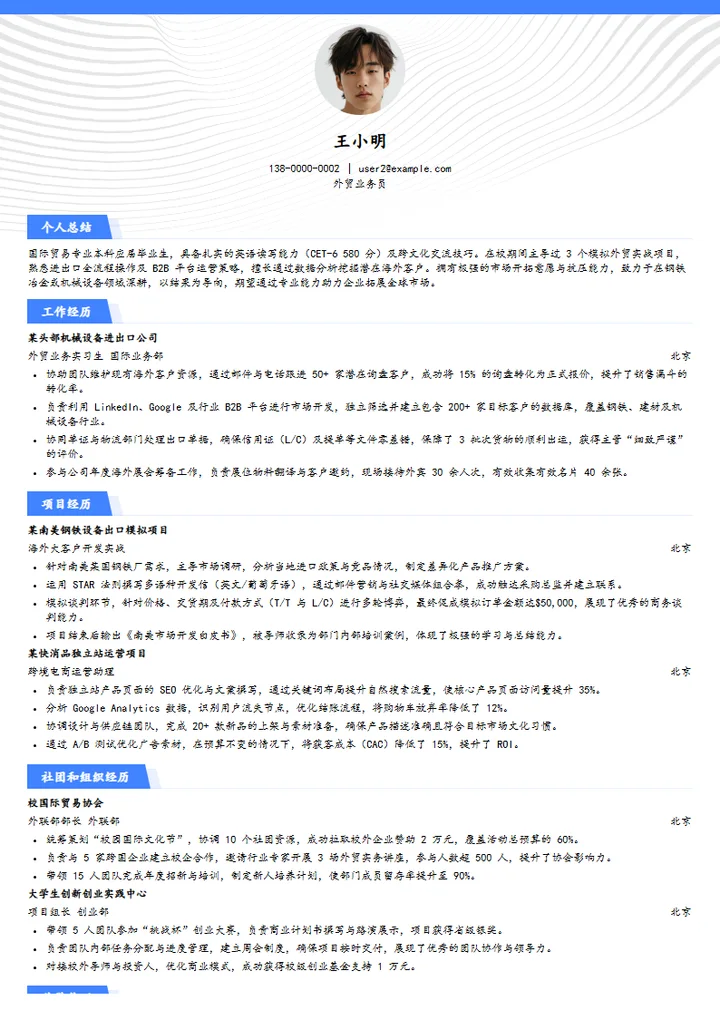 王小明
138-0000-0002 | user2@example.com
外贸业务员
个人总结
国际贸易专业本科应届毕业生，具备扎实的英语读写能力（CET-6 580 分）及跨文化交流技巧。在校期间主导过 3 个模拟外贸实战项目，
熟悉进出口全流程操作及 B2B 平台运营策略，擅长通过数据分析挖掘潜在海外客户。拥有极强的市场开拓意愿与抗压能力，致力于在钢铁
冶金或机械设备领域深耕，以结果为导向，期望通过专业能力助力企业拓展全球市场。
工作经历
某头部机械设备进出口公司
外贸业务实习生 国际业务部 北京
• 协助团队维护现有海外客户资源，通过邮件与电话跟进 50+ 家潜在询盘客户，成功将 15% 的询盘转化为正式报价，提升了销售漏斗的
转化率。
• 负责利用 LinkedIn、Google 及行业 B2B 平台进行市场开发，独立筛选并建立包含 200+ 家目标客户的数据库，覆盖钢铁、建材及机
械设备行业。
• 协同单证与物流部门处理出口单据，确保信用证（L/C）及提单等文件零差错，保障了 3 批次货物的顺利出运，获得主管“细致严谨”
的评价。
• 参与公司年度海外展会筹备工作，负责展位物料翻译与客户邀约，现场接待外宾 30 余人次，有效收集有效名片 40 余张。
项目经历
某南美钢铁设备出口模拟项目
海外大客户开发实战 北京
• 针对南美某国钢铁厂需求，主导市场调研，分析当地进口政策与竞品情况，制定差异化产品推广方案。
• 运用 STAR 法则撰写多语种开发信（英文/葡萄牙语），通过邮件营销与社交媒体组合拳，成功触达采购总监并建立联系。
• 模拟谈判环节，针对价格、交货期及付款方式（T/T 与 L/C）进行多轮博弈，最终促成模拟订单金额达$50,000，展现了优秀的商务谈
判能力。
• 项目结束后输出《南美市场开发白皮书》，被导师收录为部门内部培训案例，体现了极强的学习与总结能力。
某快消品独立站运营项目
跨境电商运营助理 北京
• 负责独立站产品页面的 SEO 优化与文案撰写，通过关键词布局提升自然搜索流量，使核心产品页面访问量提升 35%。
• 分析 Google Analytics 数据，识别用户流失节点，优化结账流程，将购物车放弃率降低了 12%。
• 协调设计与供应链团队，完成 20+ 款新品的上架与素材准备，确保产品描述准确且符合目标市场文化习惯。
• 通过 A/B 测试优化广告素材，在预算不变的情况下，将获客成本（CAC）降低了 15%，提升了 ROI。
社团和组织经历
校国际贸易协会
外联部部长 外联部 北京
• 统筹策划“校园国际文化节”，协调 10 个社团资源，成功拉取校外企业赞助 2 万元，覆盖活动总预算的 60%。
• 负责与 5 家跨国企业建立校企合作，邀请行业专家开展 3 场外贸实务讲座，参与人数超 500 人，提升了协会影响力。
• 带领 15 人团队完成年度招新与培训，制定新人培养计划，使部门成员留存率提升至 90%。
大学生创新创业实践中心
项目组长 创业部 北京
• 带领 5 人团队参加“挑战杯”创业大赛，负责商业计划书撰写与路演展示，项目获得省级银奖。
• 负责团队内部任务分配与进度管理，建立周会制度，确保项目按时交付，展现了优秀的团队协作与领导力。
• 对接校外导师与投资人，优化商业模式，成功获得校级创业基金支持 1 万元。